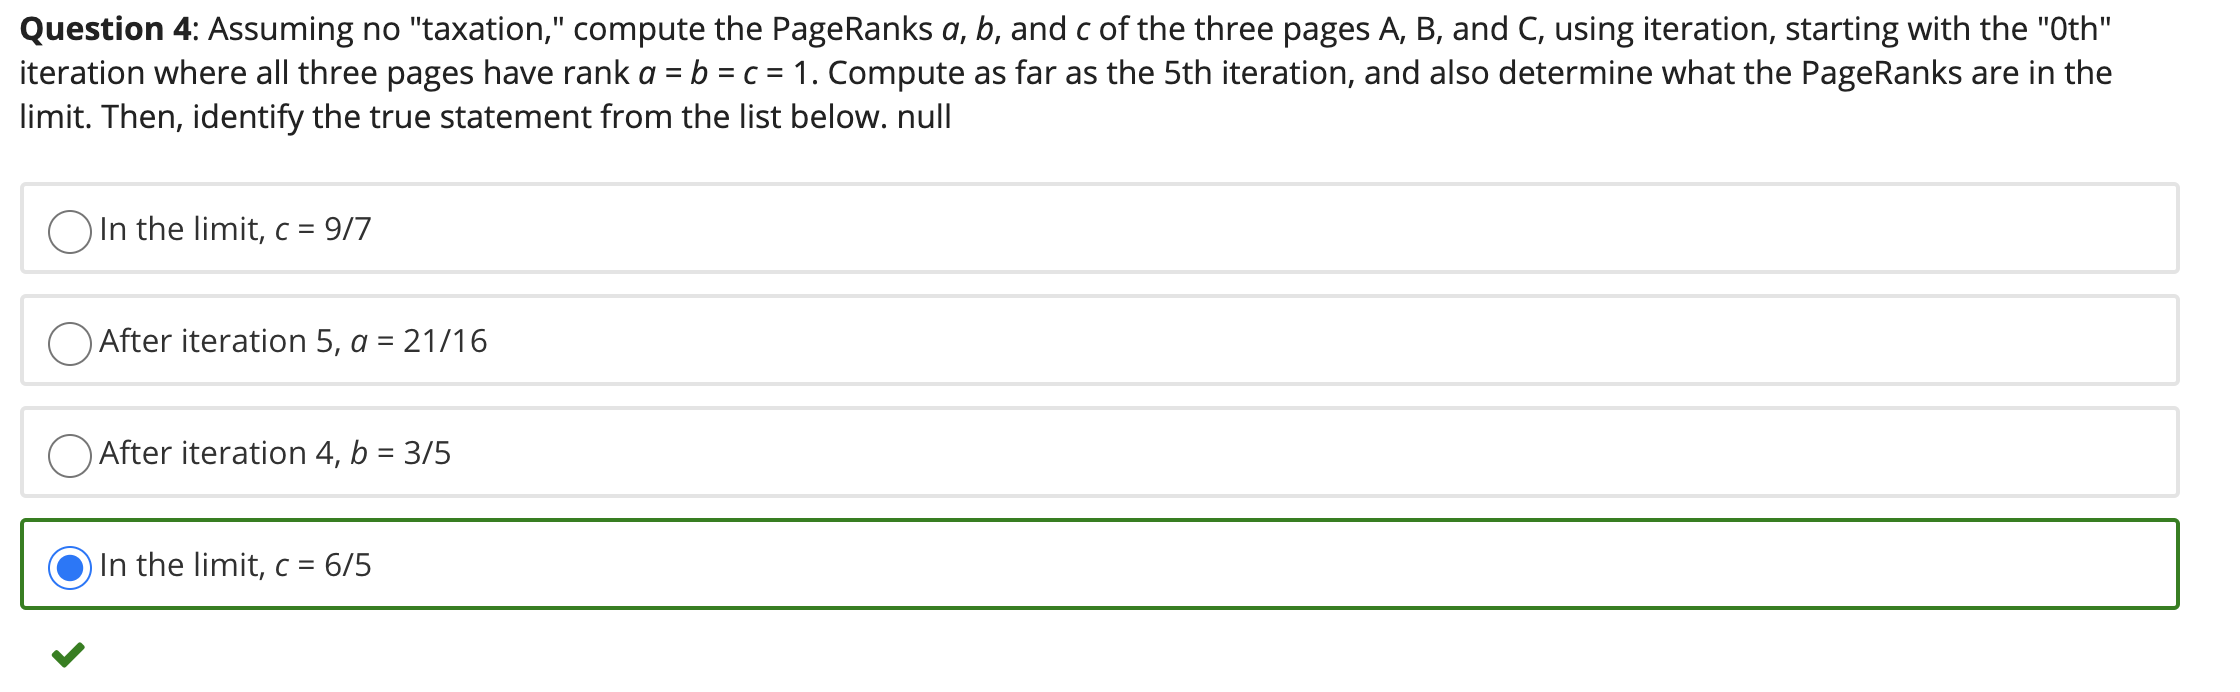 Question 4: Assuming no "taxation," compute the PageRanks a, b, and c of the three pages A, B, and C, using iteration, starting with the "0th"
iteration where all three pages have rank a = b = c = 1. Compute as far as the 5th iteration, and also determine what the PageRanks are in the
limit. Then, identify the true statement from the list below. null
In the limit, c = 9/7
After iteration 5, a = 21/16
After iteration 4, b = 3/5
In the limit, c = 6/5